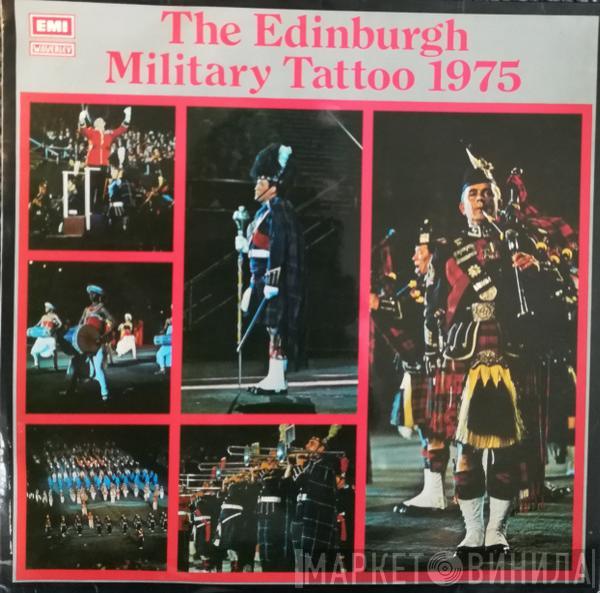 EMI
WAVERLEY
The Edinburgh
Military Tattoo 1975
МАРКЕТ ВИНИЛА